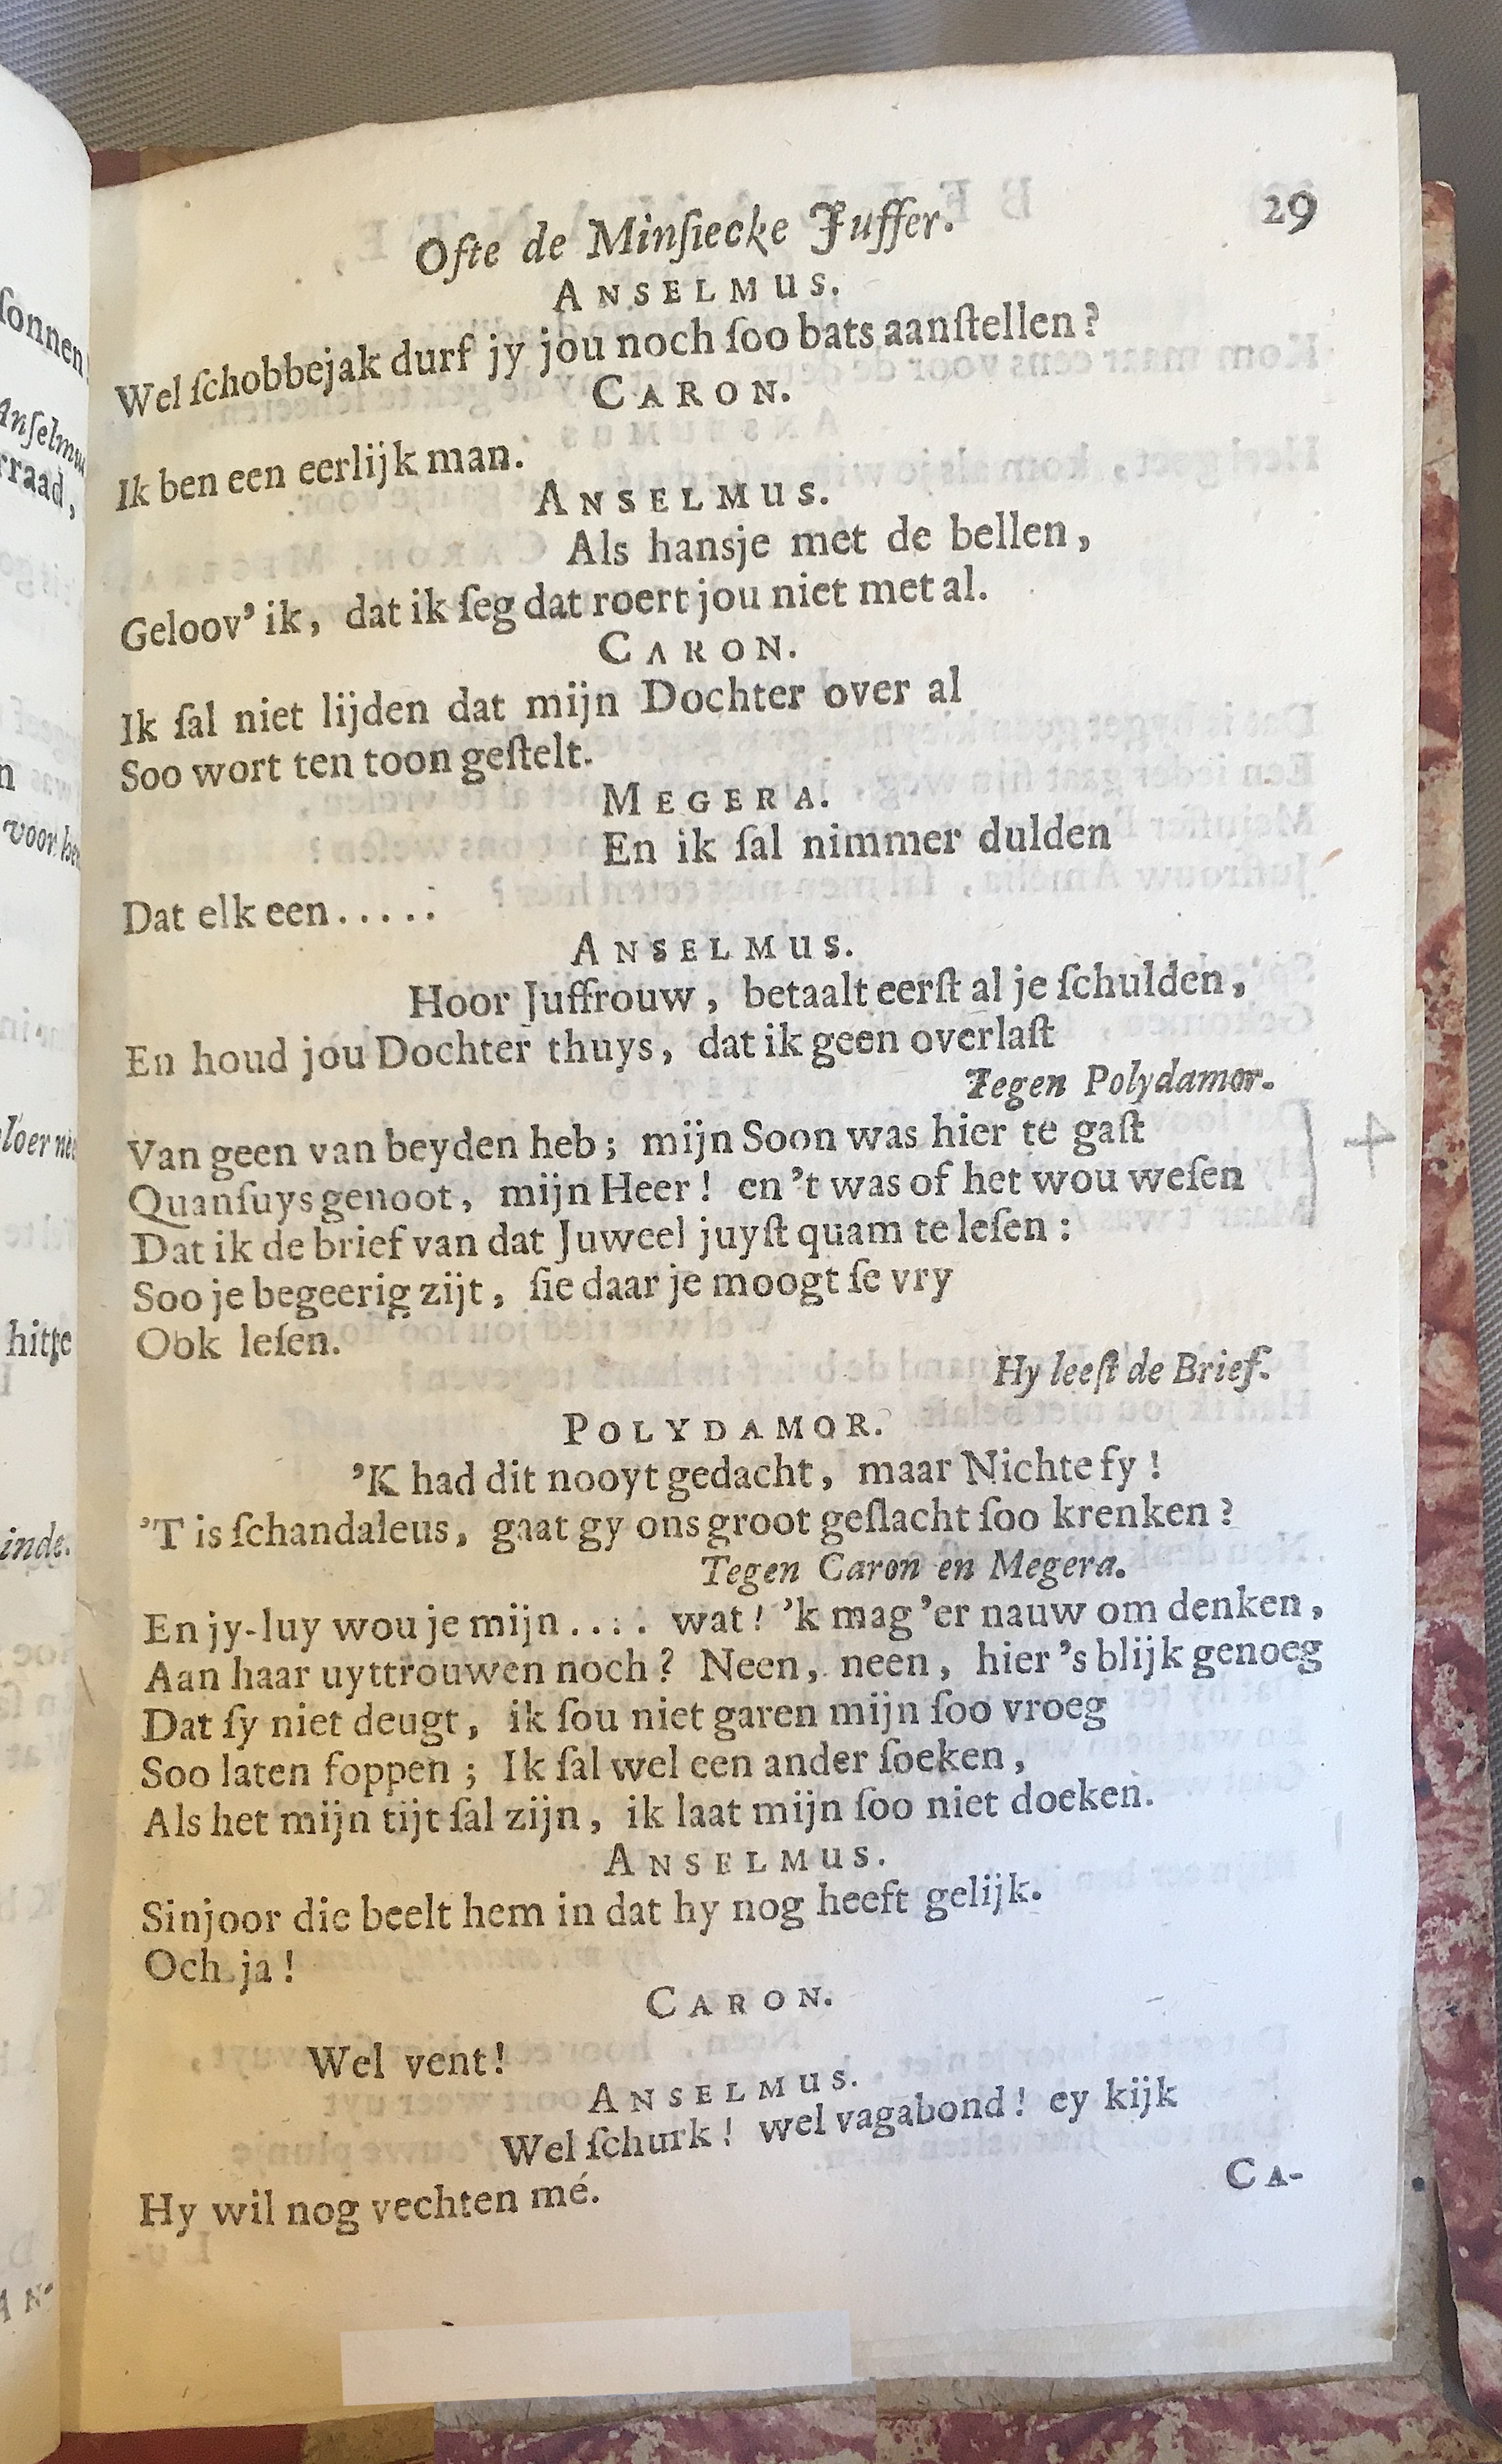 Ofte de Minſiecke Juffer. 29
ANSELMUS.
Wel ſchobbejak durf jy jou noch ſoo bats aanſtellen?
CARON.
Ik ben een eerlijk man.
ANSELMUS.
Als hansje met de bellen,
Geloov' ik, dat ik ſeg dat roert jou niet met al.
CARON.
Ik ſal niet lijden dat mijn Dochter over al
Soo wort ten toon geſtelt.
MEGERA.
En ik ſal nimmer dulden
Dat elk een.....
ANSELMUS.
Hoor Juffrouw, betaalt eerſt al je ſchulden,
En houd jou Dochter thuys, dat ik geen overlaſt
Tegen Polydamor.
Van geen van beyden heb; mijn Soon was hier te gaſt
Quanſuys genoot, mijn Heer! en 't was of het wou weſen
Dat ik de brief van dat Juweel juyſt quam te leſen:
Soo je begeerig zijt, ſie daar je moogt ſe vry
Ook leſen.
Hy leeſt de Brief.
POLYDAMOR.
'K had dit nooyt gedacht, maar Nichte fy!
'T is ſchandaleus, gaat gy ons groot geſlacht ſoo krenken?
Tegen Caron en Megera.
En jy-luy wou je mijn.... wat! 'k mag 'er nauw om denken,
Aan haar uyttrouwen noch? Neen, neen, hier 's blijk genoeg
Dat ſy niet deugt, ik ſou niet garen mijn ſoo vroeg
Soo laten foppen; Ik ſal wel een ander ſoeken,
Als het mijn tijt ſal zijn, ik laat mijn ſoo niet doeken.
ANSELMUS.
Sinjoor die beelt hem in dat hy nog heeft gelijk.
Och ja!
CARON.
Wel vent!
ANSELMUS.
Wel ſchurk! wel vagabond! ey kijk
Hy wil nog vechten mé.
CA-